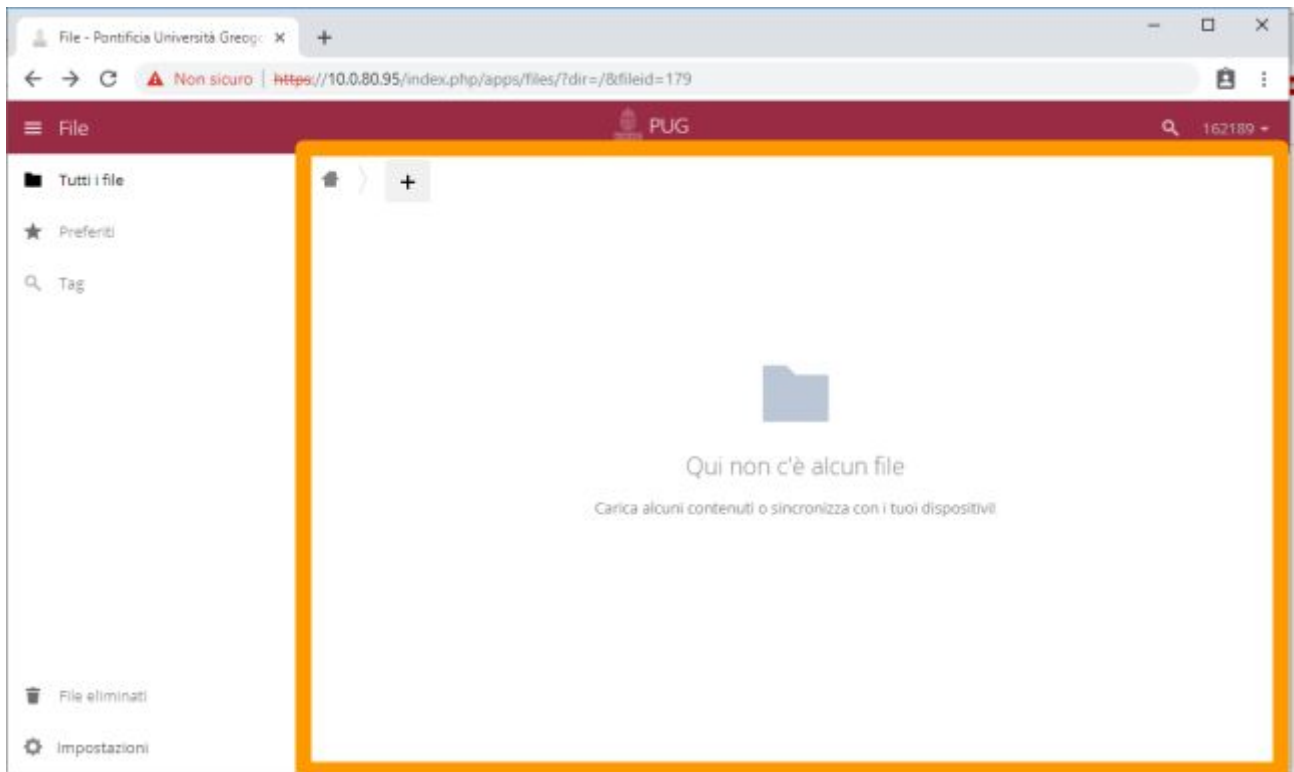 File - Pontificia Università Greogo
Non sicuro | https://10.0.80.95/index.php/apps/files/?dir=/&fileid=179
File
PUG
162189
Tutti i file
Preferiti
Tag
Qui non c'è alcun file
Carica alcuni contenuti o sincronizza con i tuoi dispositivi!
File eliminati
Impostazioni